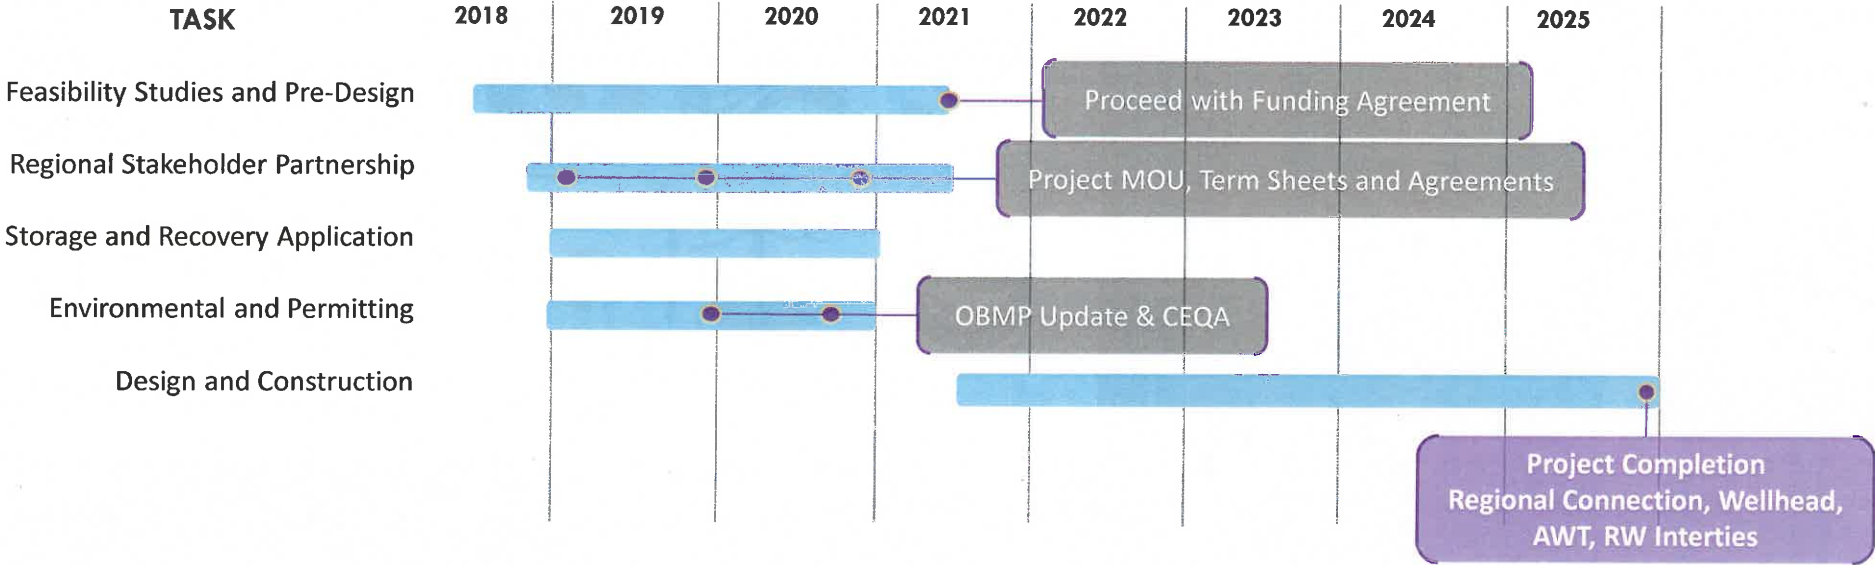 TASK 2018 2019 2020 2021 2022 2023 2024 2025
Feasibility Studies and Pre-Design
Proceed with Funding Agreement
Regional Stakeholder Partnership
Project MOU, Term Sheets and Agreements
Storage and Recovery Application
Environmental and Permitting
OBMP Update & CEQA
Design and Construction
Project Completion
Regional Connection, Wellhead,
AWT, RW Interties